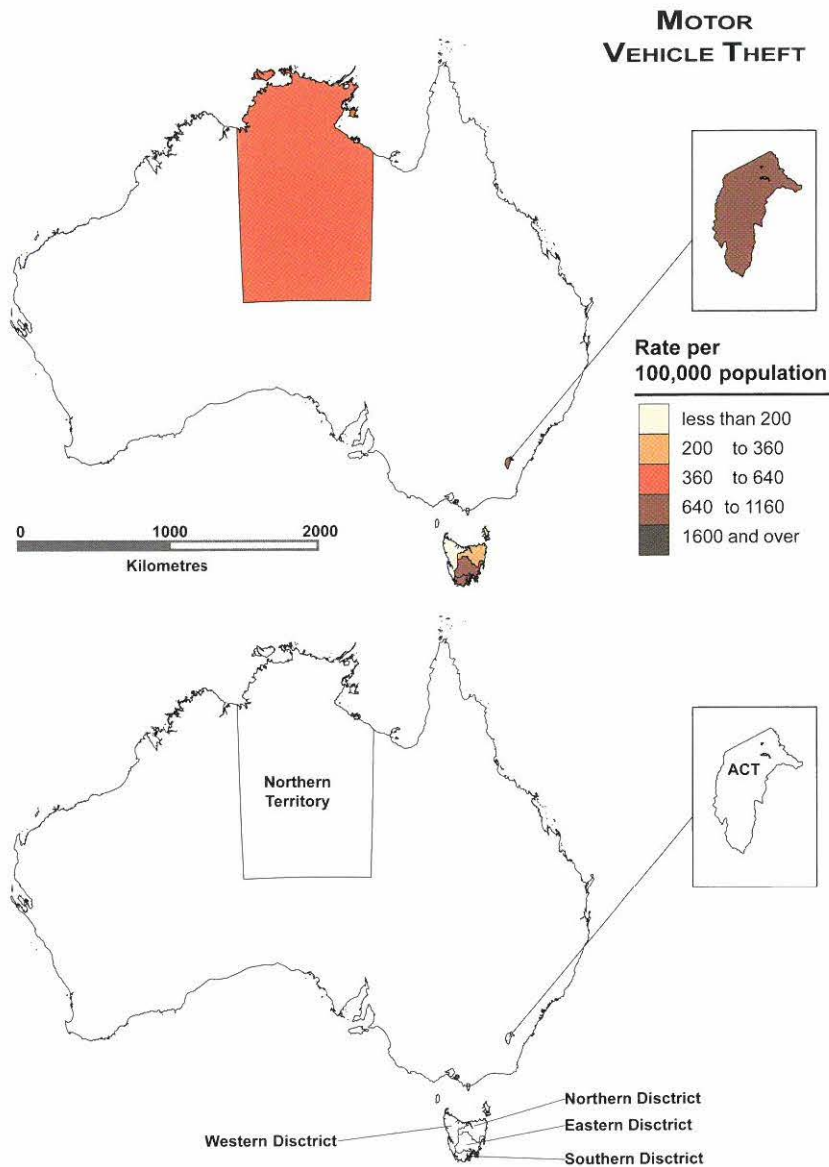 MOTOR
VEHICLE THEFT
Rate per
100,000 population
less than 200
200 to 360
360 to 640
640 to 1160
1600 and over
0 1000 2000
Kilometres
Northern
Territory
ACT
Northern Disctrict
Western Disctrict
Eastern Disctrict
Southern Disctrict